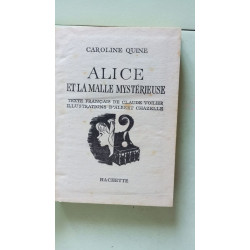 CAROLINE QUINE
ALICE
ET LA MALLE MYSTÉRIEUSE
TEXTE FRANÇAIS DE CLAUDE VOILIER
ILLUSTRATIONS D'ALBERT CHAZELLE
HACHETTE